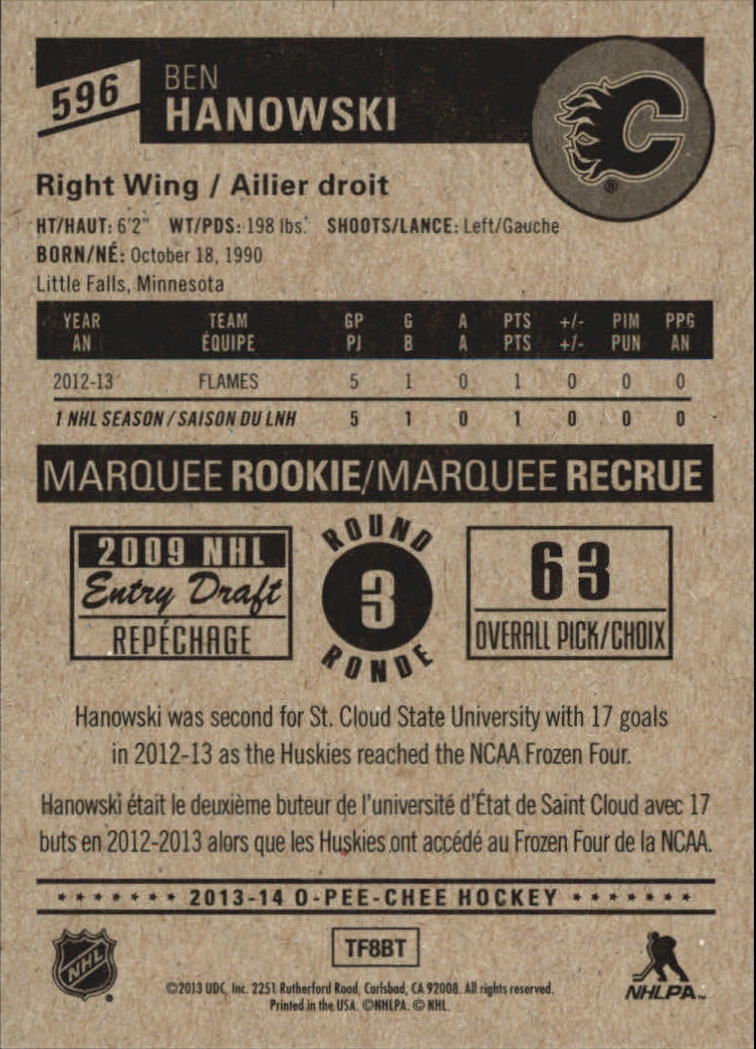 596
BEN
HANOWSKI
C
®
Right Wing / Ailier droit
HT/HAUT: 6'2" WT/PDS: 198 lbs. SHOOTS/LANCE: Left/Gauche
BORN/NÉ: October 18, 1990
Little Falls, Minnesota
YEAR TEAM GP G A PTS +/- PIM PPG
AN ÉQUIPE PJ B A PTS +/- PUN AN
2012-13 FLAMES 5 1 0 1 0 0 0
1 NHL SEASON / SAISON DU LNH 5 1 0 1 0 0 0
MARQUEE ROOKIE/MARQUEE RECRUE
2009 NHL
Entry Draft
REPÉCHAGE
ROUND
3
RONDE
63
OVERALL PICK/CHOIX
Hanowski was second for St. Cloud State University with 17 goals
in 2012-13 as the Huskies reached the NCAA Frozen Four.
Hanowski était le deuxième buteur de l'université d'État de Saint Cloud avec 17
buts en 2012-2013 alors que les Huskies ont accédé au Frozen Four de la NCAA.
2013-14 O-PEE-CHEE HOCKEY
NHL
TF8BT
©2013 UDC, Inc. 2251 Rutherford Road, Carlsbad, CA 92008. All rights reserved.
Printed in the USA. ©NHLPA. © NHL.
NHLPA™